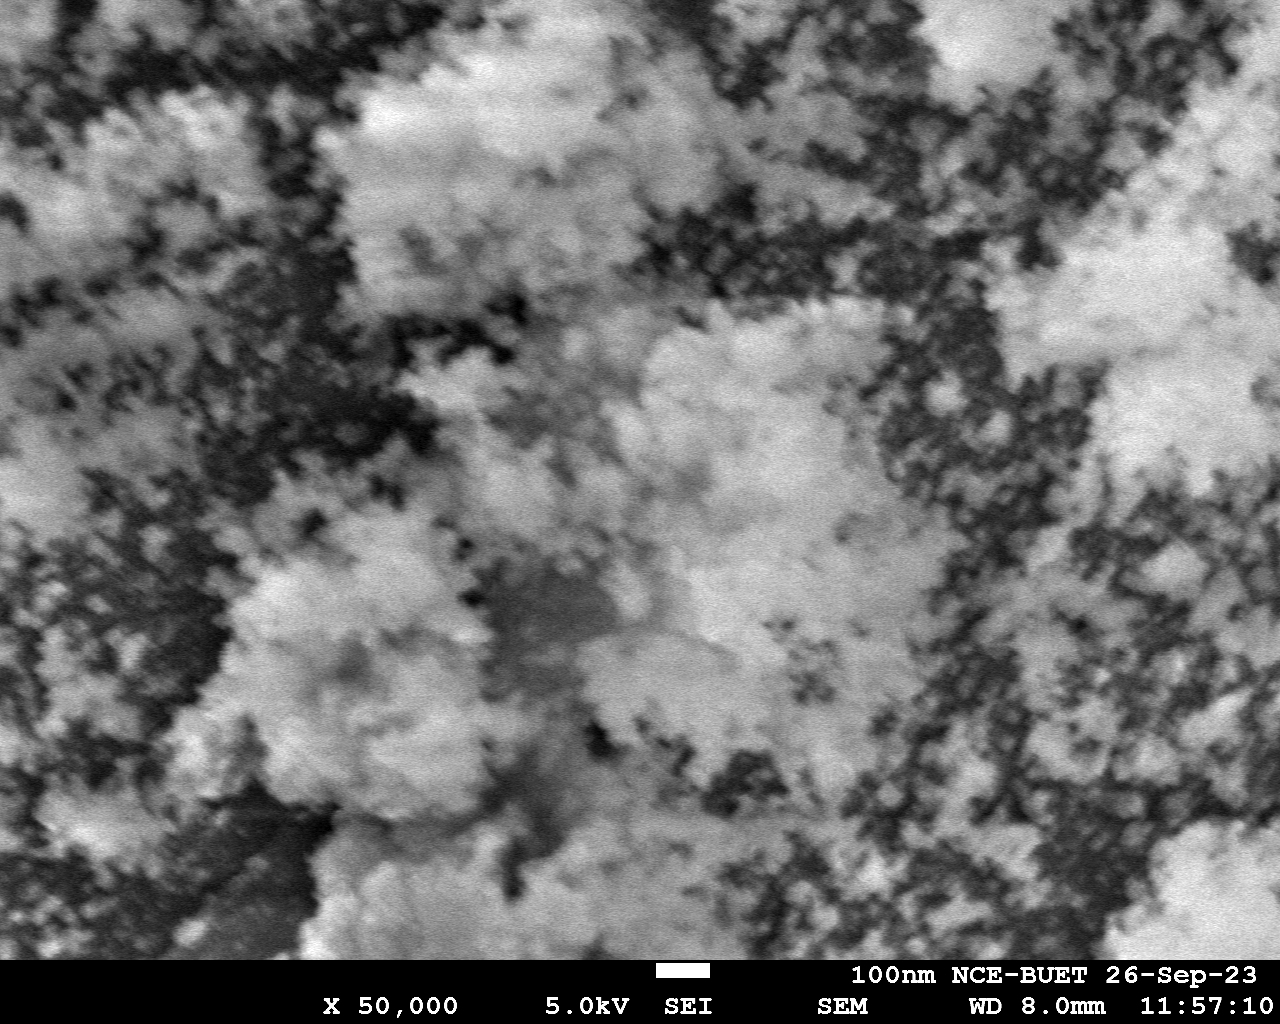 100nm NCE-BUET 26-Sep-23
X 50,000 5.0kV SEI SEM WD 8.0mm 11:57:10